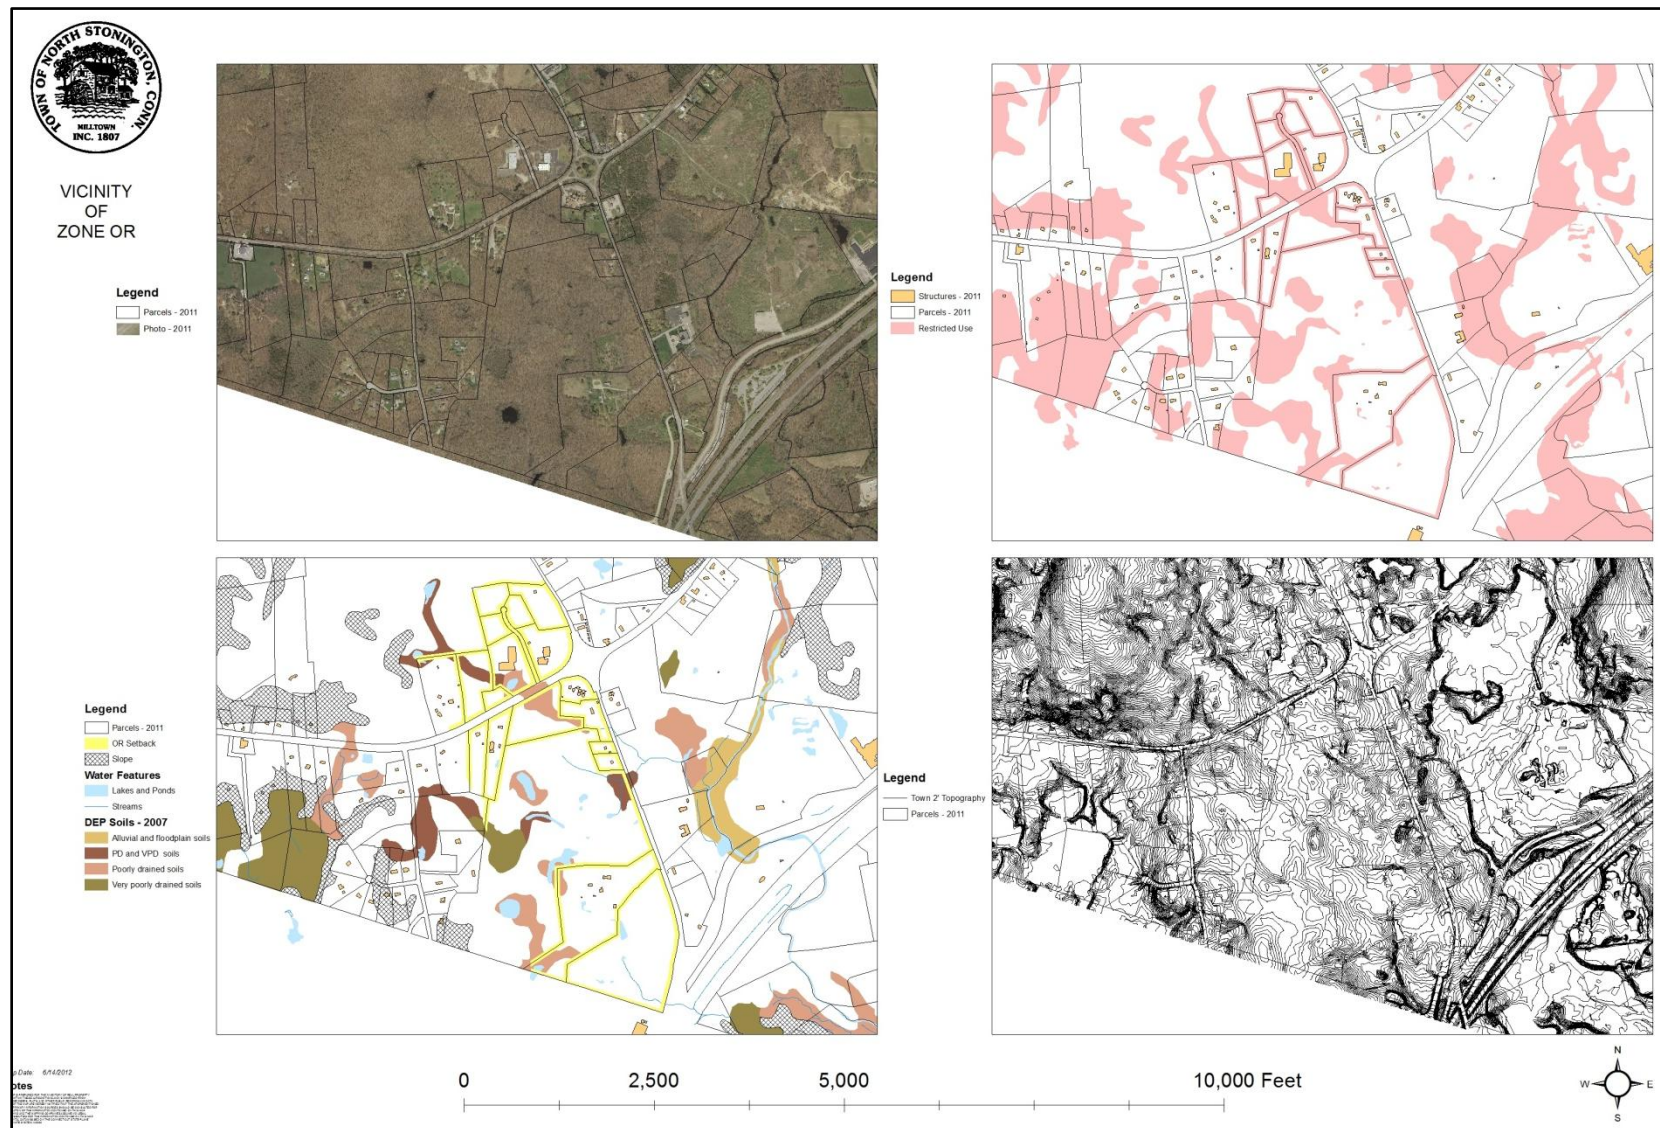 TOWN OF NORTH STONINGTON, CONN.
MILLTOWN
INC. 1807
VICINITY
OF
ZONE OR
Legend
Parcels - 2011
Photo - 2011
Legend
Structures - 2011
Parcels - 2011
Restricted Use
Legend
Parcels - 2011
OR Setback
Slope
Water Features
Lakes and Ponds
Streams
DEP Soils - 2007
Alluvial and floodplain soils
PD and VPD soils
Poorly drained soils
Very poorly drained soils
Legend
Town 2' Topography
Parcels - 2011
Date: 6/14/2012
0 2,500 5,000 10,000 Feet
N
W E
S